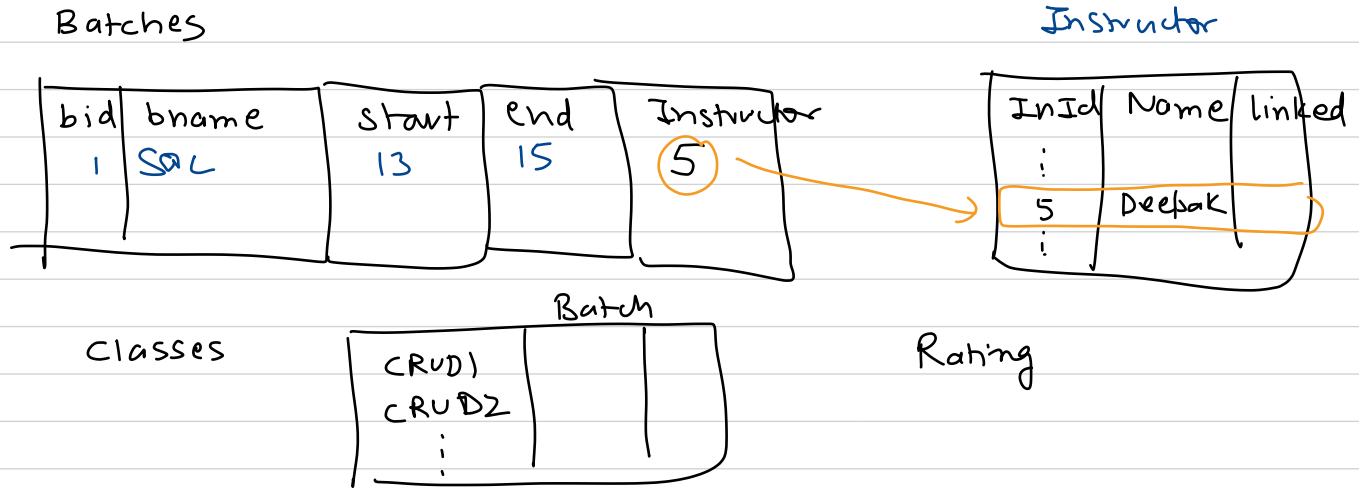 Batches Instructor
bid bname start end Instructor InId Name linked
1 SQL 13 15 5
5 Deepak
Batch
Classes Rating
CRUD1
CRUD2